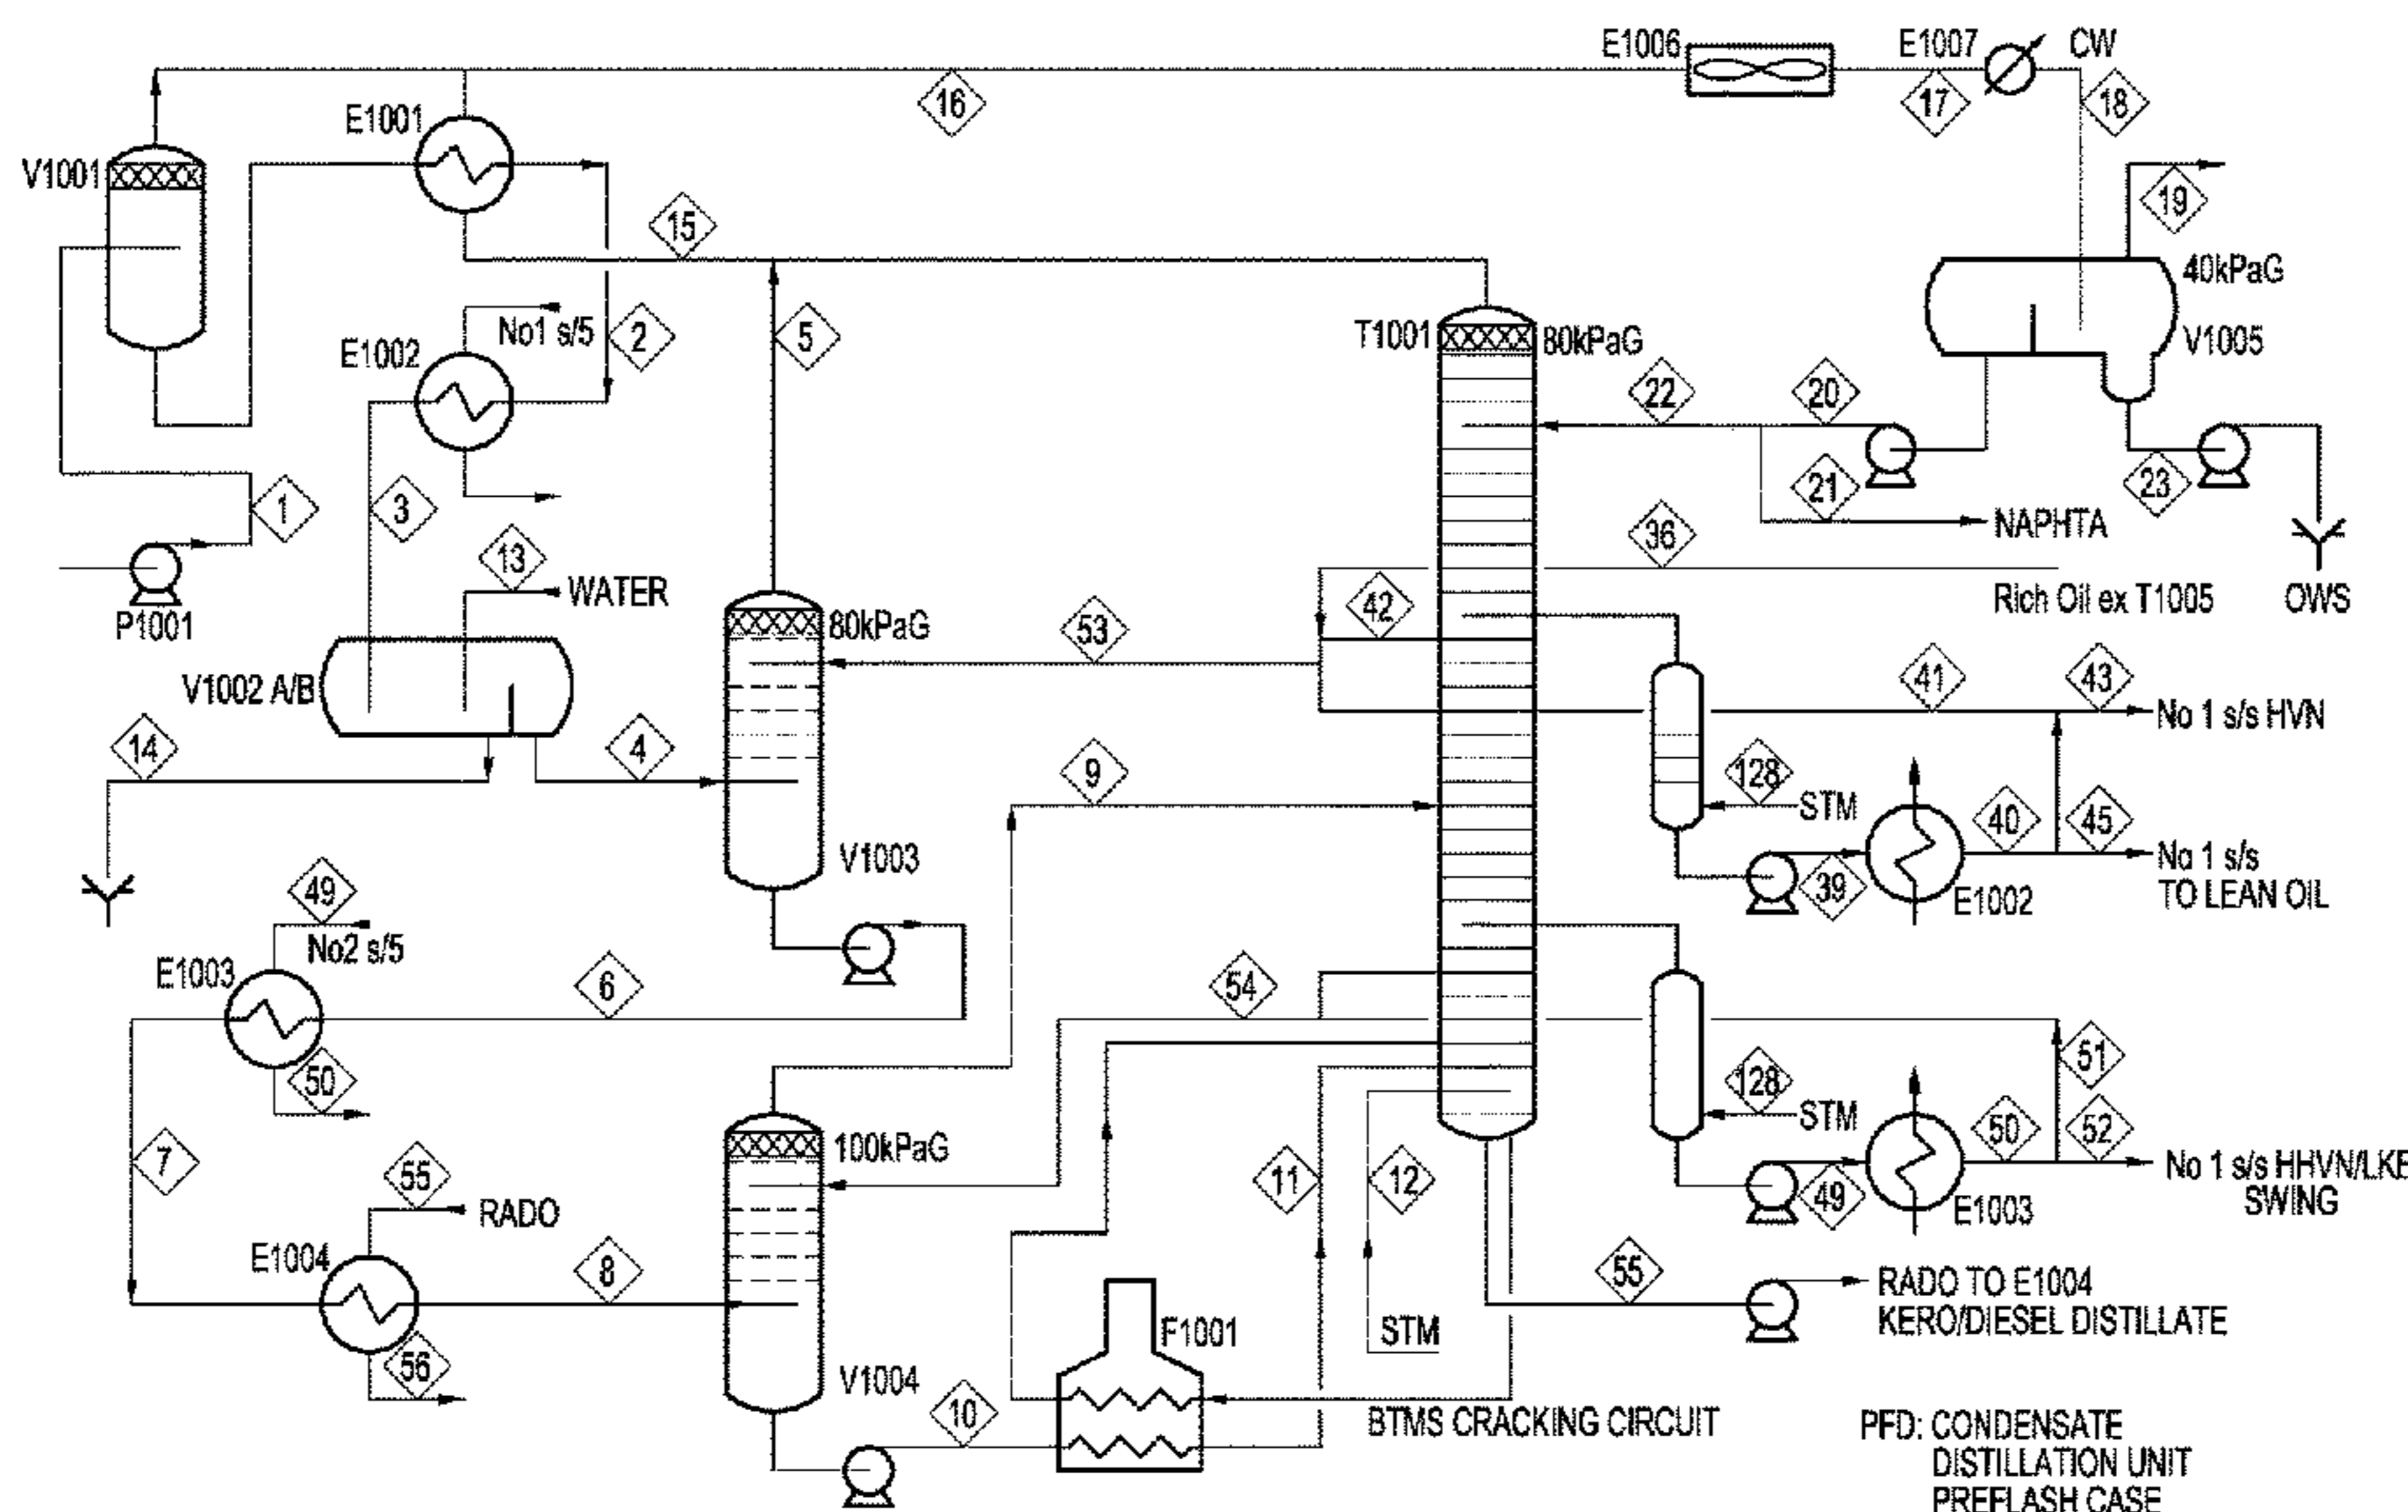 E1006
E1007
CW
16
17
18
E1001
V1001
15
19
40kPaG
No1 s/5
2
5
T1001
80kPaG
V1005
E1002
22
20
1
3
13
21
23
NAPHTA
36
WATER
P1001
42
Rich Oil ex T1005
OWS
80kPaG
53
V1002 A/B
41
43
No 1 s/s HVN
14
4
9
128
STM
40
45
V1003
49
No 1 s/s
TO LEAN OIL
39
E1002
No2 s/5
E1003
6
54
51
50
128
STM
50
52
7
100kPaG
55
11
12
49
No 1 s/s HHVN/LKE
SWING
RADO
E1003
E1004
8
55
RADO TO E1004
KERO/DIESEL DISTILLATE
F1001
STM
56
V1004
10
BTMS CRACKING CIRCUIT
PFD: CONDENSATE
DISTILLATION UNIT
PREFLASH CASE